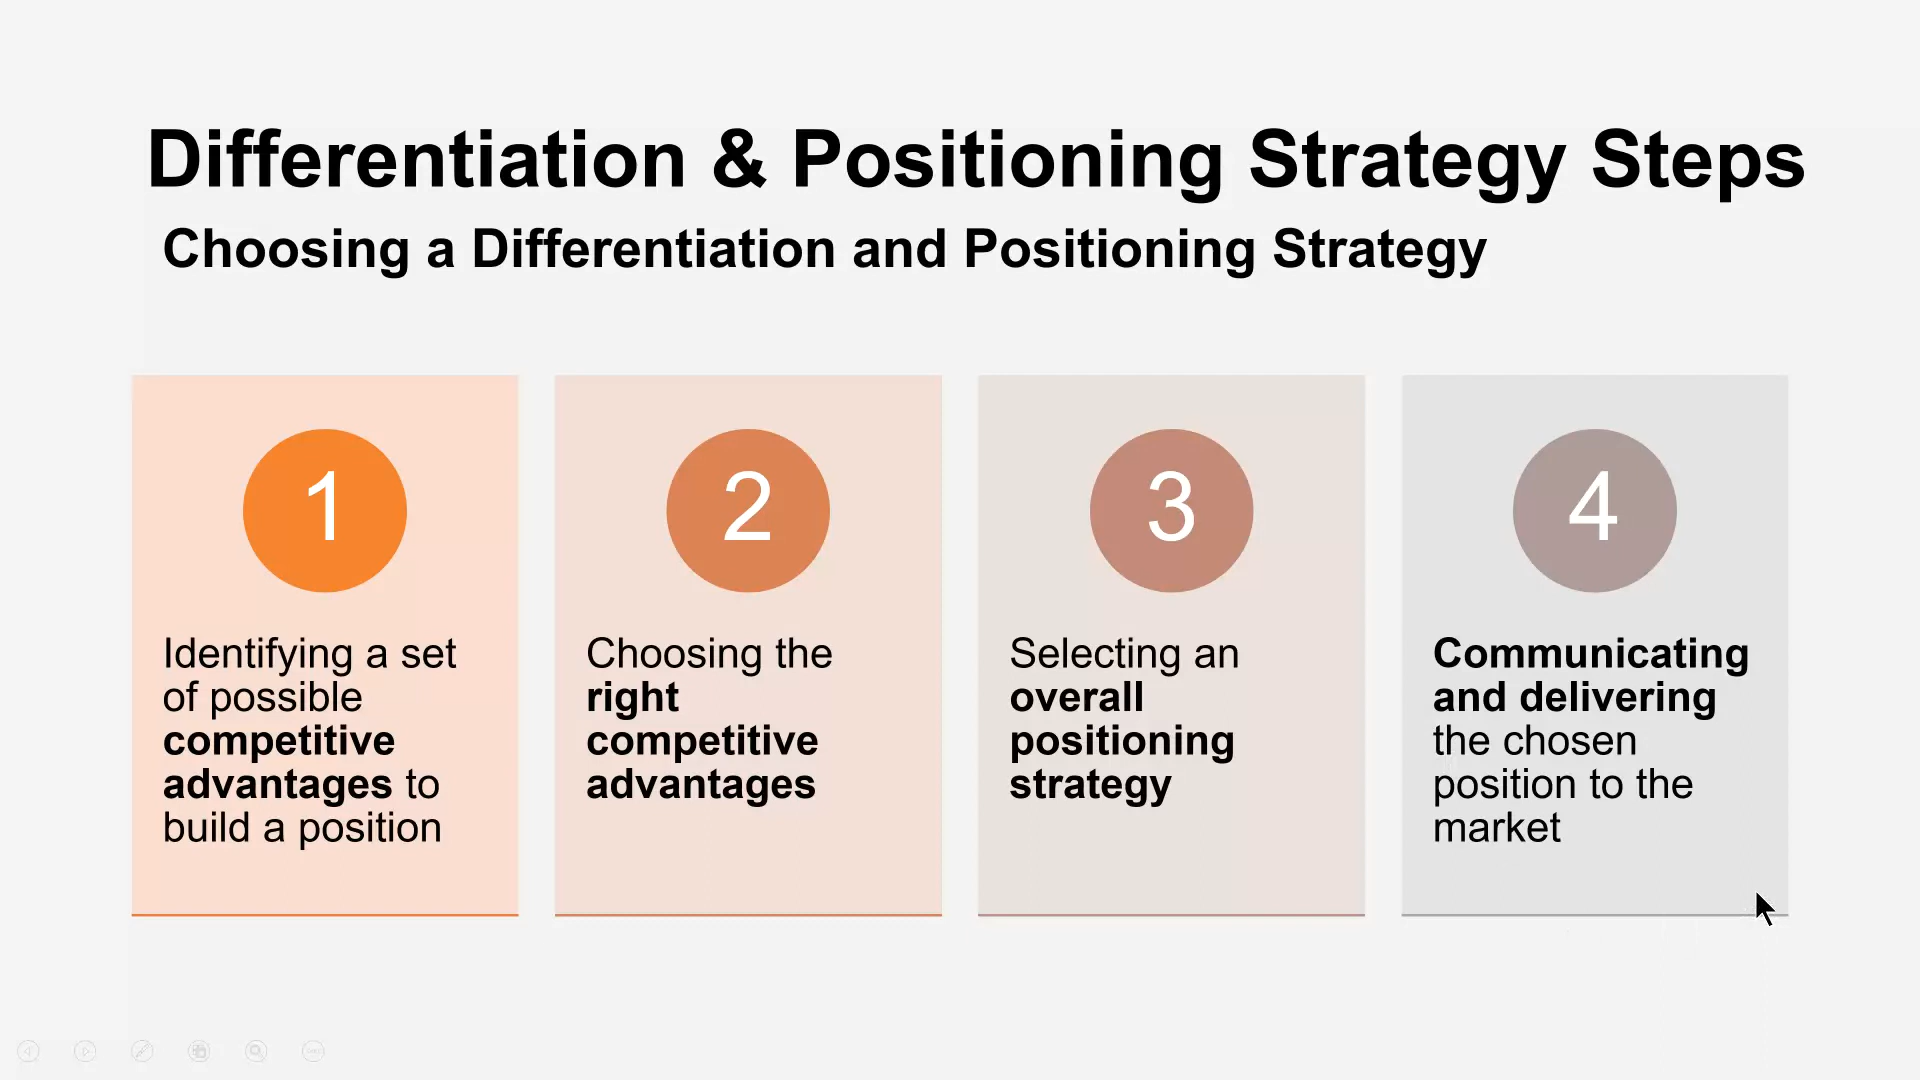 Differentiation & Positioning Strategy Steps
Choosing a Differentiation and Positioning Strategy
1
Identifying a set
of possible
competitive
advantages to
build a position
2
Choosing the
right
competitive
advantages
3
Selecting an
overall
positioning
strategy
4
Communicating
and delivering
the chosen
position to the
market